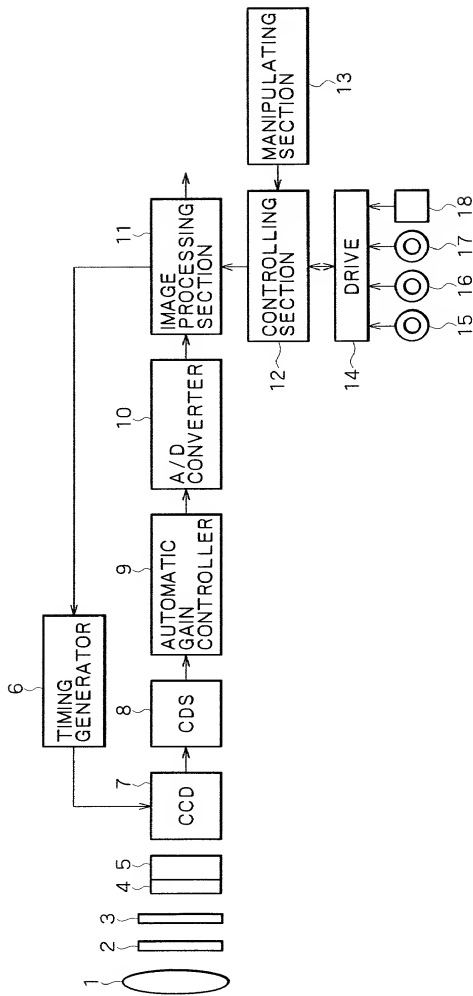 6
TIMING
GENERATOR
1
2
3
4
5
7
CCD
8
CDS
9
AUTOMATIC
GAIN
CONTROLLER
10
A/D
CONVERTER
11
IMAGE
PROCESSING
SECTION
12
CONTROLLING
SECTION
MANIPULATING
SECTION
13
14
DRIVE
15
16
17
18